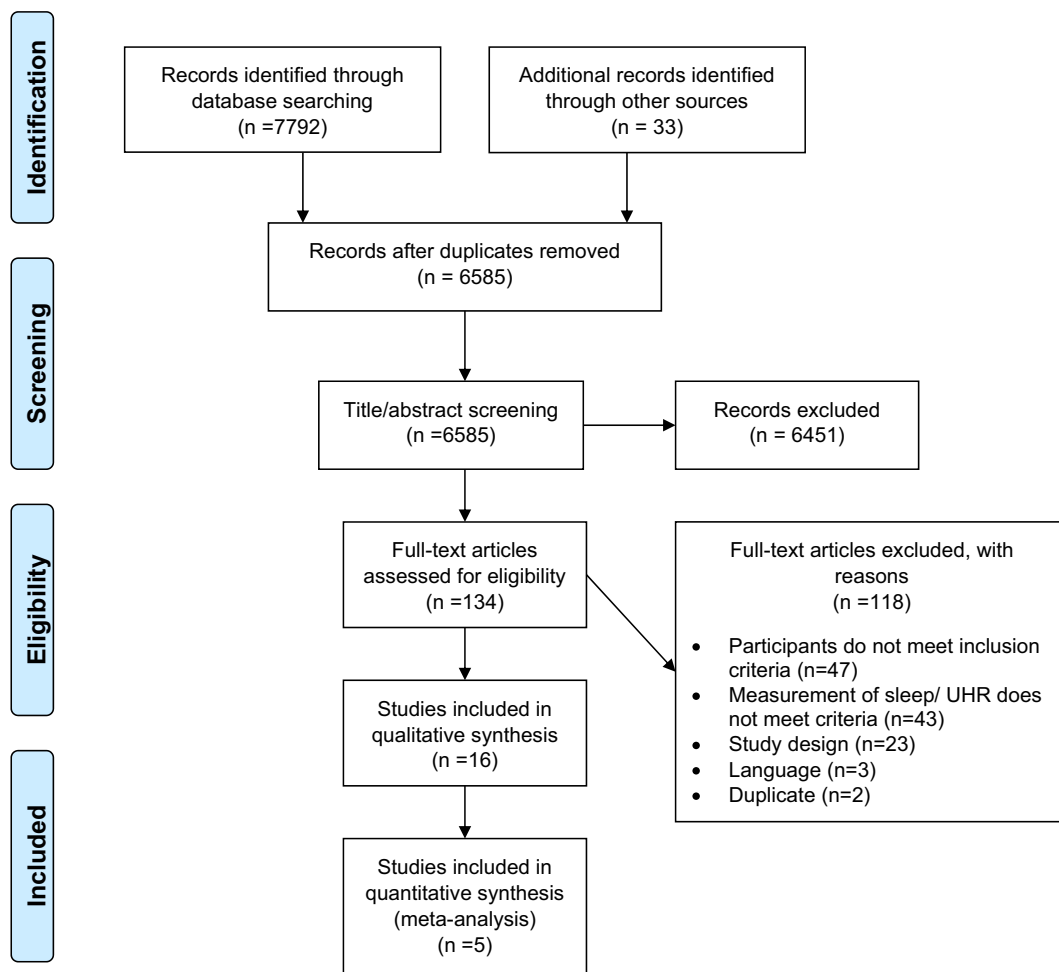 Identification
Records identified through
database searching
(n =7792)
Additional records identified
through other sources
(n = 33)
Records after duplicates removed
(n = 6585)
Screening
Title/abstract screening
(n =6585)
Records excluded
(n = 6451)
Eligibility
Full-text articles
assessed for eligibility
(n =134)
Full-text articles excluded, with
reasons
(n =118)
• Participants do not meet inclusion
criteria (n=47)
• Measurement of sleep/ UHR does
not meet criteria (n=43)
• Study design (n=23)
• Language (n=3)
• Duplicate (n=2)
Studies included in
qualitative synthesis
(n =16)
Included
Studies included in
quantitative synthesis
(meta-analysis)
(n =5)